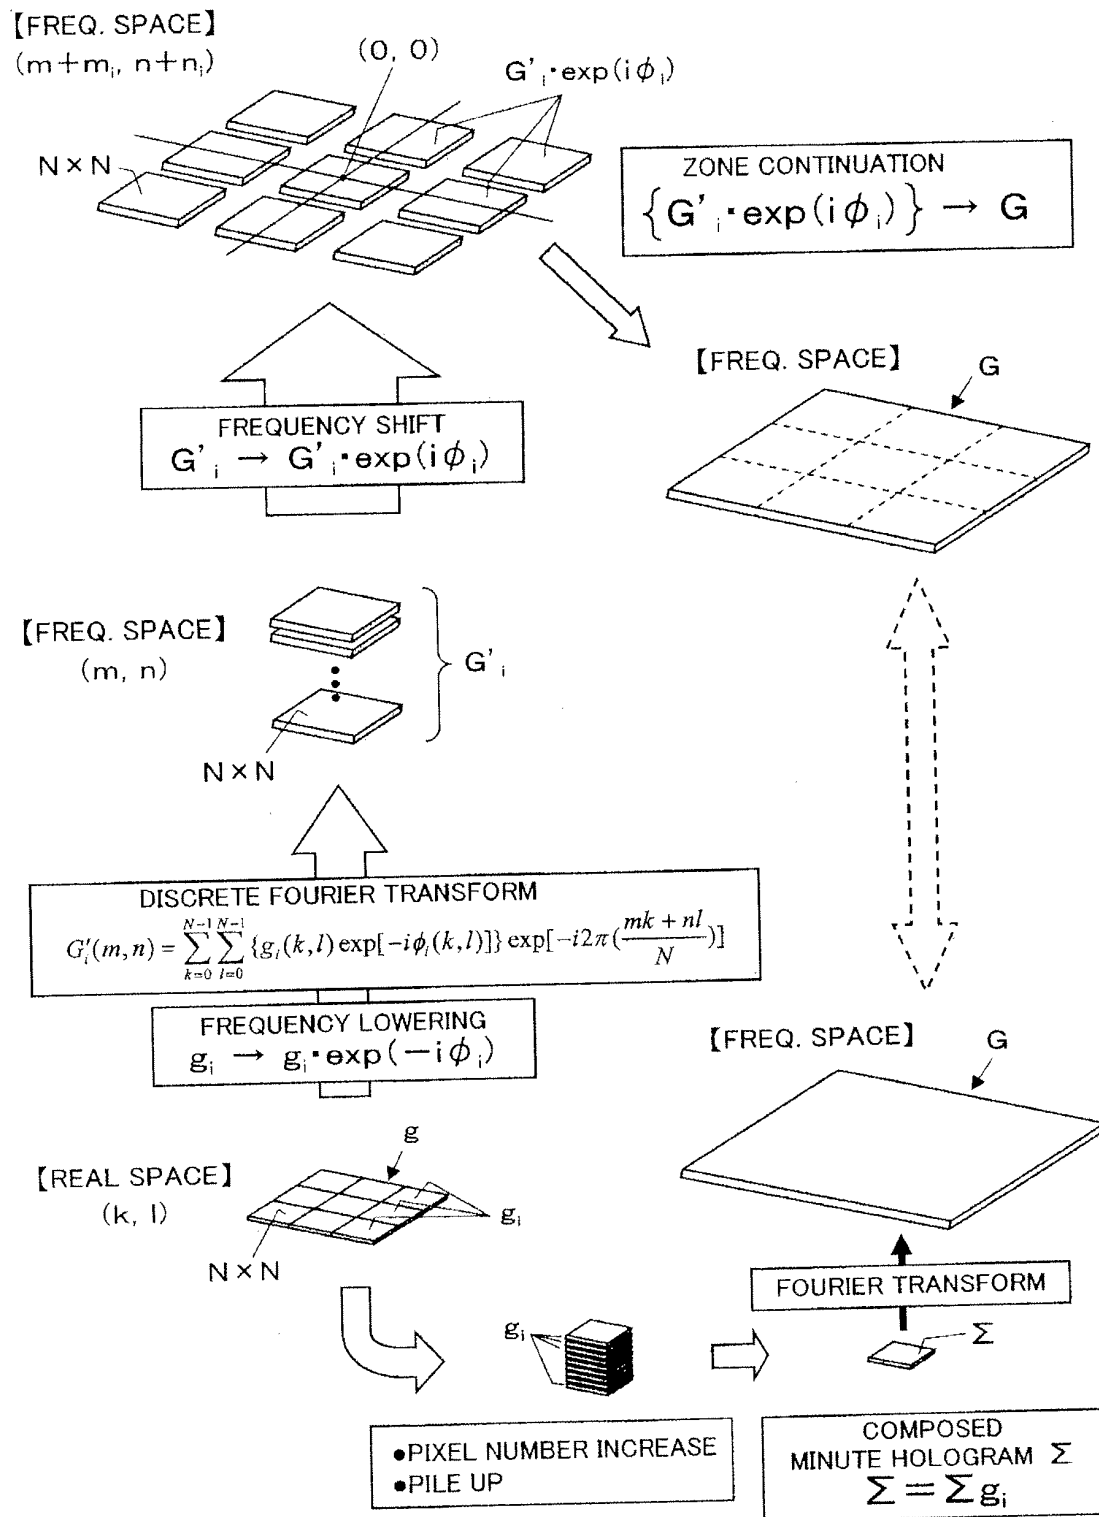 【FREQ. SPACE】
(m+mᵢ, n+nᵢ)
(0, 0)
G'ᵢ・exp(iϕᵢ)
N×N
ZONE CONTINUATION
{G'ᵢ・exp(iϕᵢ)} → G
【FREQ. SPACE】
G
FREQUENCY SHIFT
G'ᵢ → G'ᵢ・exp(iϕᵢ)
【FREQ. SPACE】
(m, n)
G'ᵢ
N×N
DISCRETE FOURIER TRANSFORM
G'ᵢ(m,n) = ∑_{k=0}^{N-1} ∑_{l=0}^{N-1} {gᵢ(k,l) exp[-iϕᵢ(k,l)]} exp[-i2π(\frac{mk+nl}{N})]
FREQUENCY LOWERING
gᵢ → gᵢ・exp(-iϕᵢ)
【FREQ. SPACE】
G
【REAL SPACE】
(k, l)
g
gᵢ
N×N
FOURIER TRANSFORM
gᵢ
Σ
●PIXEL NUMBER INCREASE
●PILE UP
COMPOSED
MINUTE HOLOGRAM Σ
Σ=Σgᵢ